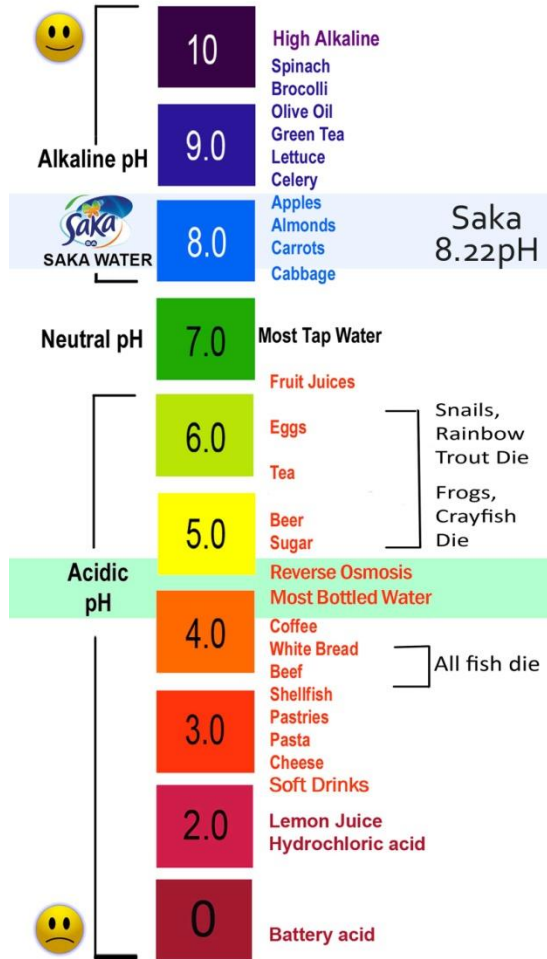 10
High Alkaline
Spinach
Brocolli
Olive Oil
Alkaline pH
9.0
Green Tea
Lettuce
Celery
Saka
SAKA WATER
8.0
Apples
Almonds
Carrots
Cabbage
Saka
8.22pH
Neutral pH
7.0
Most Tap Water
Fruit Juices
6.0
Eggs
Tea
Snails,
Rainbow
Trout Die
5.0
Beer
Sugar
Frogs,
Crayfish
Die
Acidic
pH
Reverse Osmosis
Most Bottled Water
4.0
Coffee
White Bread
Beef
Shellfish
All fish die
3.0
Pastries
Pasta
Cheese
Soft Drinks
2.0
Lemon Juice
Hydrochloric acid
0
Battery acid